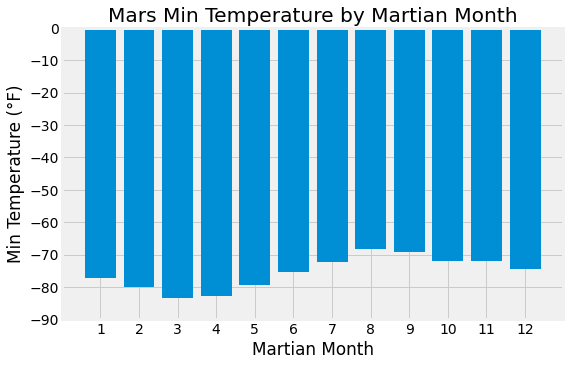 Mars Min Temperature by Martian Month
Min Temperature (°F)
0
−10
−20
−30
−40
−50
−60
−70
−80
−90
1 2 3 4 5 6 7 8 9 10 11 12
Martian Month